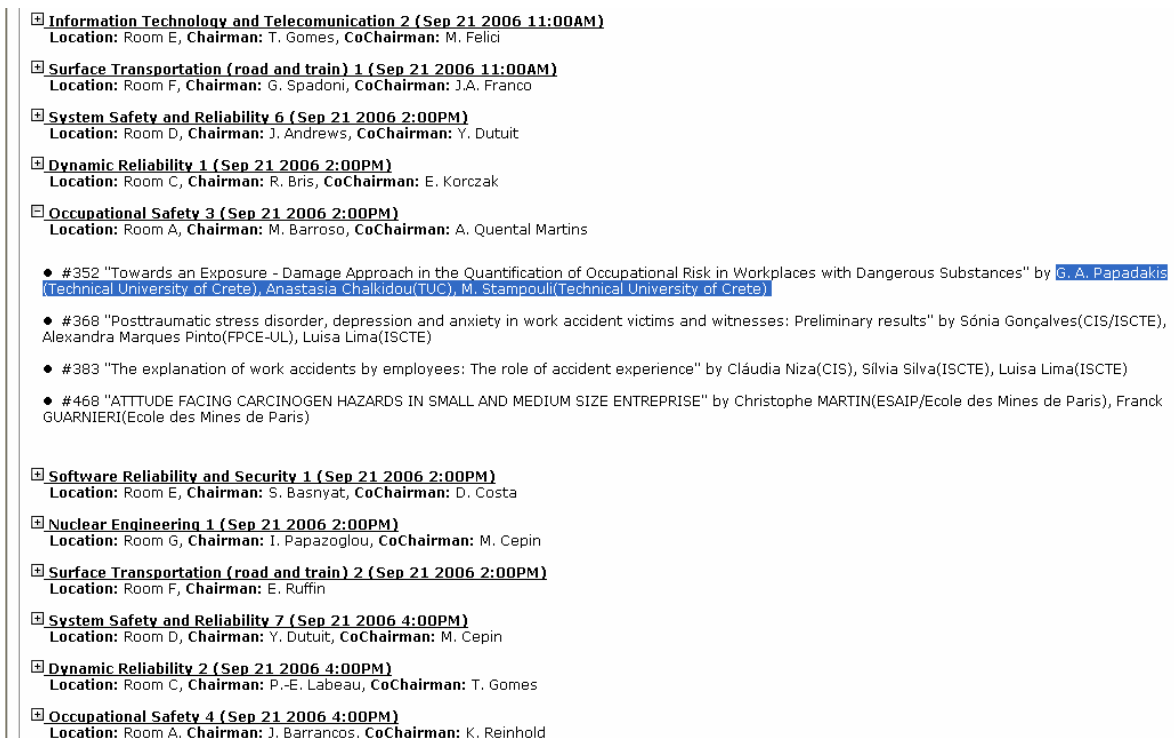 Information Technology and Telecomunication 2 (Sep 21 2006 11:00AM)
Location: Room E, Chairman: T. Gomes, CoChairman: M. Felici
Surface Transportation (road and train) 1 (Sep 21 2006 11:00AM)
Location: Room F, Chairman: G. Spadoni, CoChairman: J.A. Franco
System Safety and Reliability 6 (Sep 21 2006 2:00PM)
Location: Room D, Chairman: J. Andrews, CoChairman: Y. Dutuit
Dynamic Reliability 1 (Sep 21 2006 2:00PM)
Location: Room C, Chairman: R. Bris, CoChairman: E. Korczak
Occupational Safety 3 (Sep 21 2006 2:00PM)
Location: Room A, Chairman: M. Barroso, CoChairman: A. Quental Martins
● #352 "Towards an Exposure - Damage Approach in the Quantification of Occupational Risk in Workplaces with Dangerous Substances" by G. A. Papadakis
(Technical University of Crete), Anastasia Chalkidou(TUC), M. Stampouli(Technical University of Crete)
● #368 "Posttraumatic stress disorder, depression and anxiety in work accident victims and witnesses: Preliminary results" by Sónia Gonçalves(CIS/ISCTE),
Alexandra Marques Pinto(FPCE-UL), Luisa Lima(ISCTE)
● #383 "The explanation of work accidents by employees: The role of accident experience" by Cláudia Niza(CIS), Sílvia Silva(ISCTE), Luisa Lima(ISCTE)
● #468 "ATTTUDE FACING CARCINOGEN HAZARDS IN SMALL AND MEDIUM SIZE ENTREPRISE" by Christophe MARTIN(ESAIP/Ecole des Mines de Paris), Franck
GUARNIERI(Ecole des Mines de Paris)
Software Reliability and Security 1 (Sep 21 2006 2:00PM)
Location: Room E, Chairman: S. Basnyat, CoChairman: D. Costa
Nuclear Engineering 1 (Sep 21 2006 2:00PM)
Location: Room G, Chairman: I. Papazoglou, CoChairman: M. Cepin
Surface Transportation (road and train) 2 (Sep 21 2006 2:00PM)
Location: Room F, Chairman: E. Ruffin
System Safety and Reliability 7 (Sep 21 2006 4:00PM)
Location: Room D, Chairman: Y. Dutuit, CoChairman: M. Cepin
Dynamic Reliability 2 (Sep 21 2006 4:00PM)
Location: Room C, Chairman: P.-E. Labeau, CoChairman: T. Gomes
Occupational Safety 4 (Sep 21 2006 4:00PM)
Location: Room A, Chairman: J. Barrancos, CoChairman: K. Reinhold